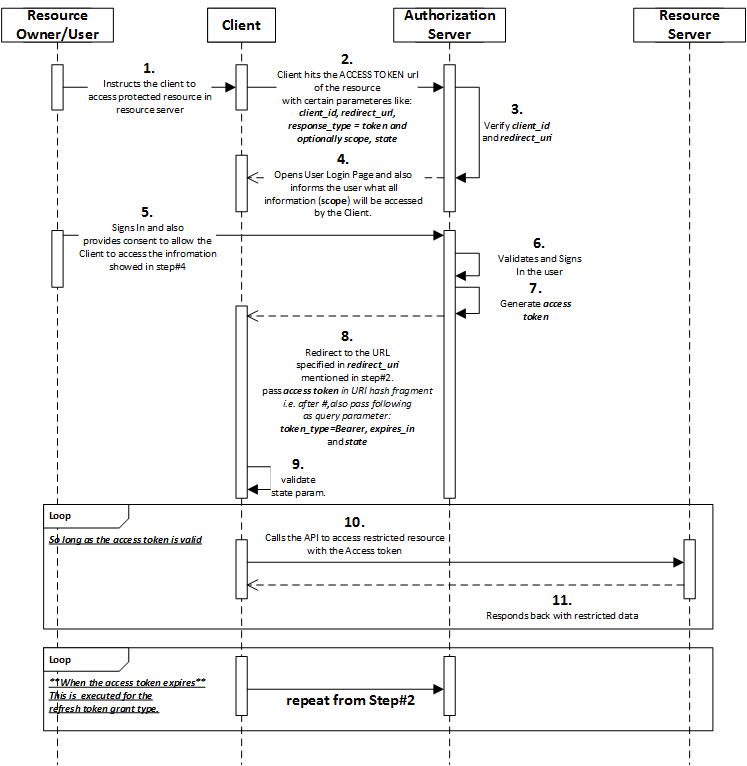 Resource
Owner/User
Client
Authorization
Server
Resource
Server
1.
Instructs the client to
access protected resource in
resource server
2.
Client hits the ACCESS TOKEN url
of the resource
with certain parameteres like:
client_id, redirect_url,
response_type = token and
optionally scope, state
3.
Verify client_id
and redirect_uri
4.
Opens User Login Page and also
informs the user what all
information (scope) will be accessed
by the Client.
5.
Signs In and also
provides consent to allow the
Client to access the infromation
showed in step#4
6.
Validates and Signs
In the user
7.
Generate access
token
8.
Redirect to the URL
specified in redirect_uri
mentioned in step#2.
pass access token in URI hash fragment
i.e. after #,also pass following
as query parameter:
token_type=Bearer, expires_in
and state
9.
validate
state param.
Loop
So long as the access token is valid
10.
Calls the API to access restricted resource
with the Access token
11.
Responds back with restricted data
Loop
**When the access token expires**
This is executed for the
refresh token grant type.
repeat from Step#2